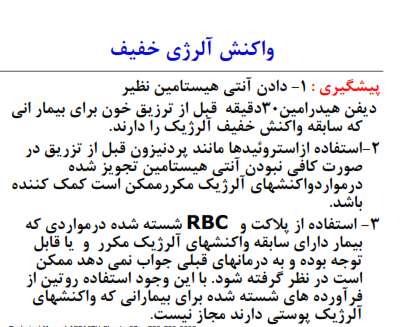 واکنش آلرژی خفیف
پیشگیری : ۱- دادن آنتی هیستامین نظیر
دیفن هیدرامین۳۰دقیقه قبل از ترزیق خون برای بیمار انی
که سابقه واکنش خفیف آلرژیک را دارند.
۲-استفاده ازاستروئیدها مانند پردنیزون قبل از تزریق در
صورت کافی نبودن آنتی هیستامین تجویز شده
درمواردواکنشهای آلرژیک مکررممکن است کمک کننده
باشد.
۳- استفاده از پلاکت و RBC شسته شده درمواردی که
بیمار دارای سابقه واکنشهای آلرژیک مکرر و یا قابل
توجه بوده و به درمانهای قبلی جواب نمی دهد ممکن
است در نظر گرفته شود. با این وجود استفاده روتین از
فرآورده های شسته شده برای بیمارانی که واکنشهای
آلرژیک پوستی دارند مجاز نیست.